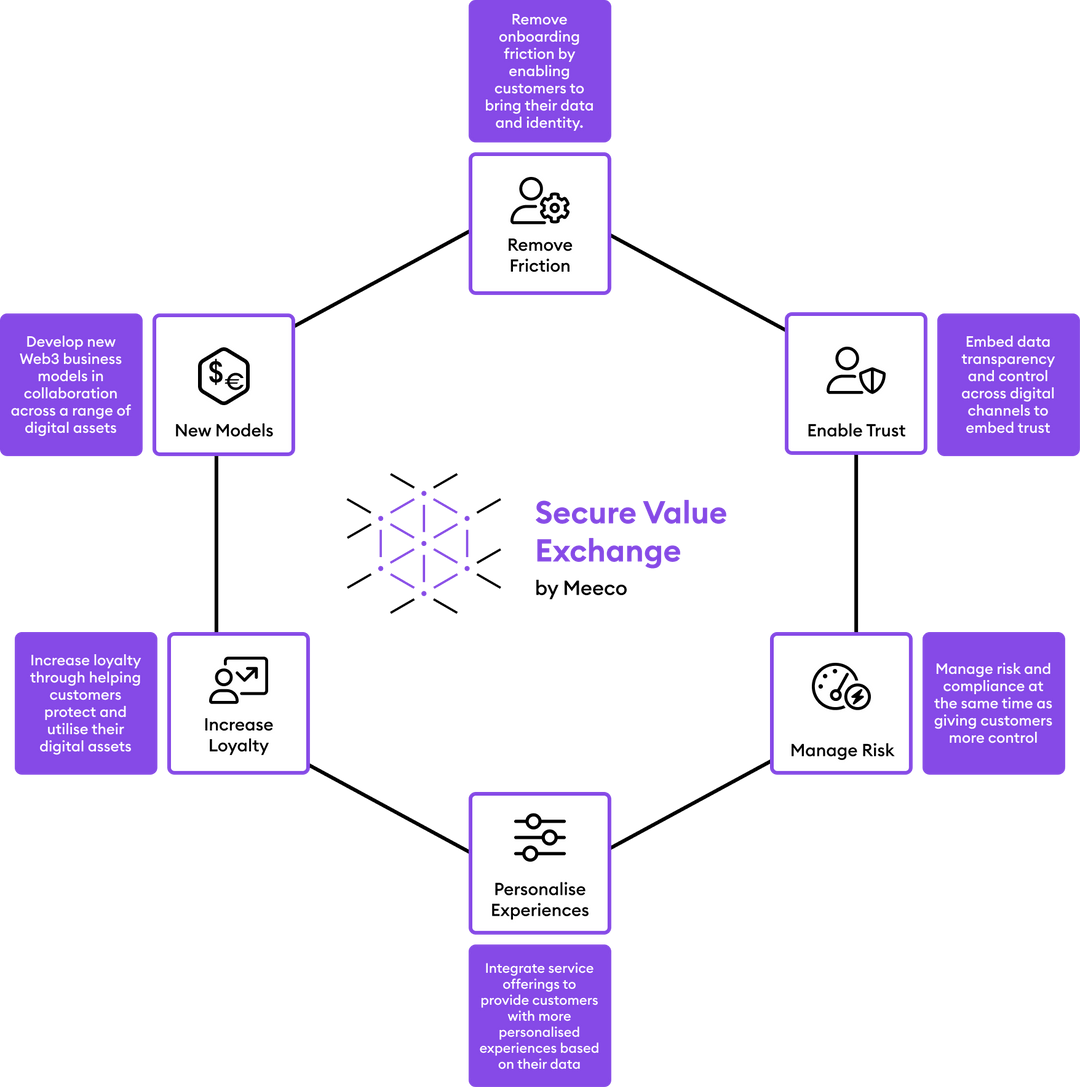 Remove
onboarding
friction by
enabling
customers to
bring their data
and identity.
Remove
Friction
Develop new
Web3 business
models in
collaboration
across a range of
digital assets
$€
New Models
Enable Trust
Embed data
transparency
and control
across digital
channels to
embed trust
Secure Value
Exchange
by Meeco
Increase loyalty
through helping
customers
protect and
utilise their
digital assets
Increase
Loyalty
Manage Risk
Manage risk and
compliance at
the same time as
giving customers
more control
Personalise
Experiences
Integrate service
offerings to
provide customers
with more
personalised
experiences based
on their data